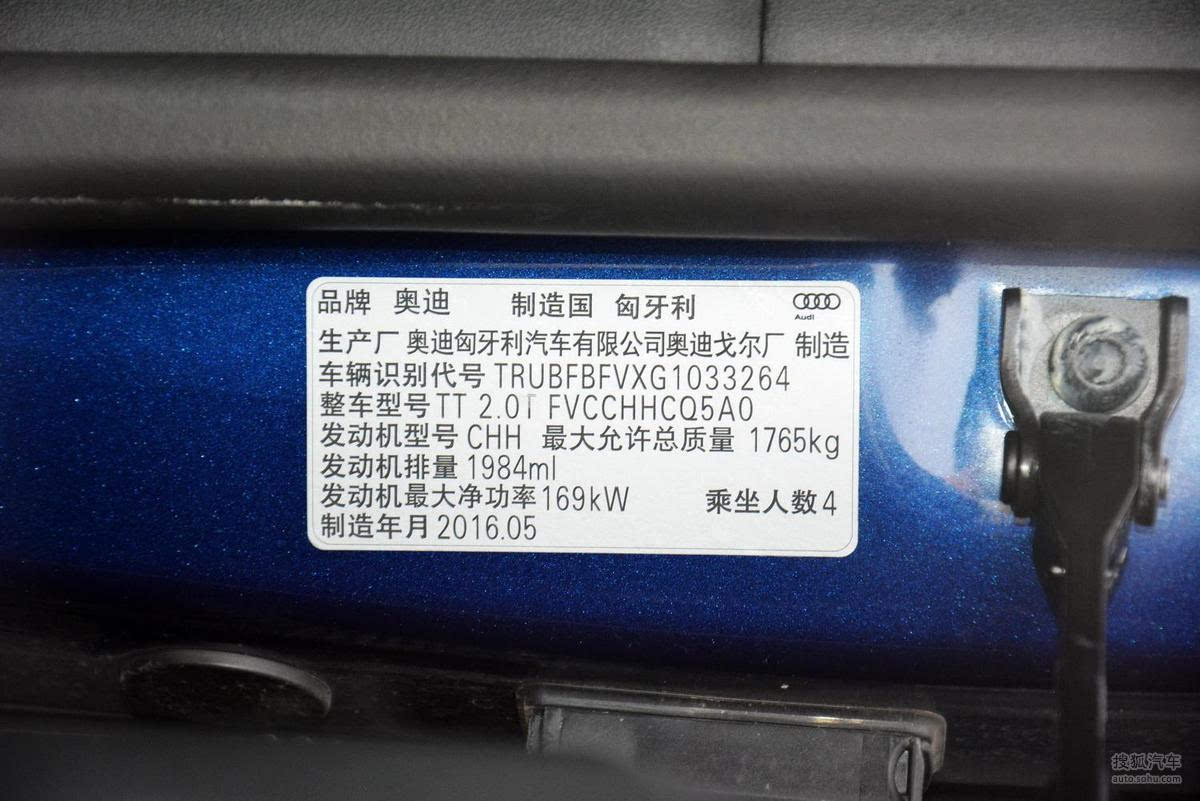 品牌 奥迪 制造国 匈牙利
Audi
生产厂 奥迪匈牙利汽车有限公司奥迪戈尔厂 制造
车辆识别代号 TRUBFBFVXG1033264
整车型号 TT 2.0T FVCCHHCQ5A0
发动机型号 CHH 最大允许总质量 1765kg
发动机排量 1984ml
发动机最大净功率 169kW 乘坐人数 4
制造年月 2016.05
搜狐汽车
auto.sohu.com